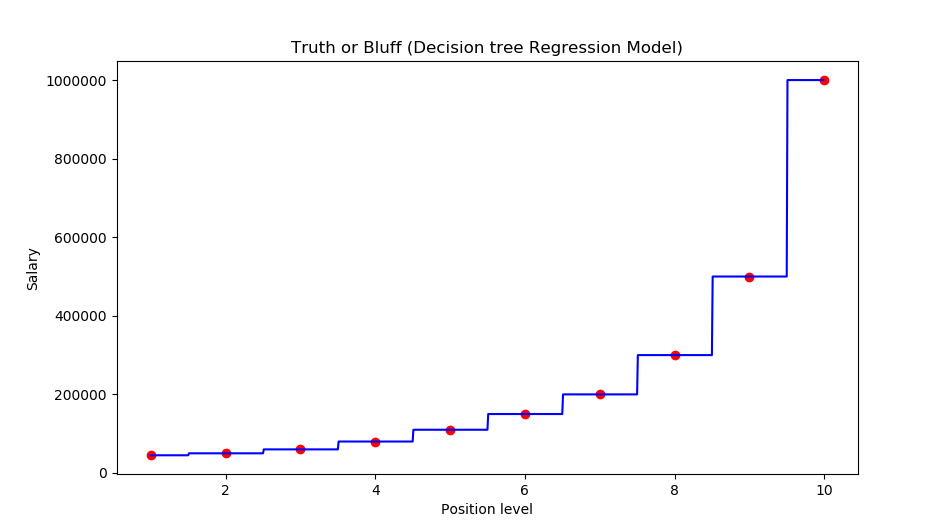 Truth or Bluff (Decision tree Regression Model)
1000000
800000
600000
400000
200000
0
Salary
2 4 6 8 10
Position level